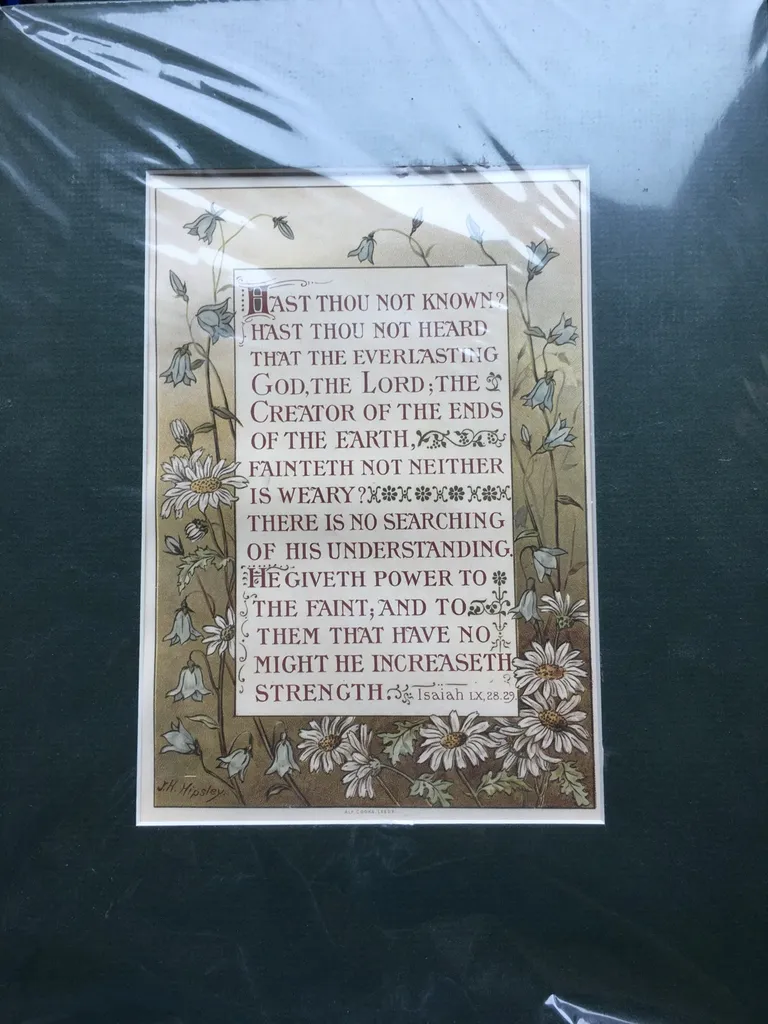 HAST THOU NOT KNOWN?
HAST THOU NOT HEARD
THAT THE EVERLASTING
GOD, THE LORD; THE
CREATOR OF THE ENDS
OF THE EARTH,
FAINTETH NOT NEITHER
IS WEARY?
THERE IS NO SEARCHING
OF HIS UNDERSTANDING.
HE GIVETH POWER TO
THE FAINT; AND TO
THEM THAT HAVE NO
MIGHT HE INCREASETH
STRENGTH. Isaiah LX, 28.29.
J.H. Hipsley.